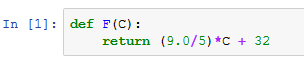 In [1]: def F(C):
    return (9.0/5)*C + 32